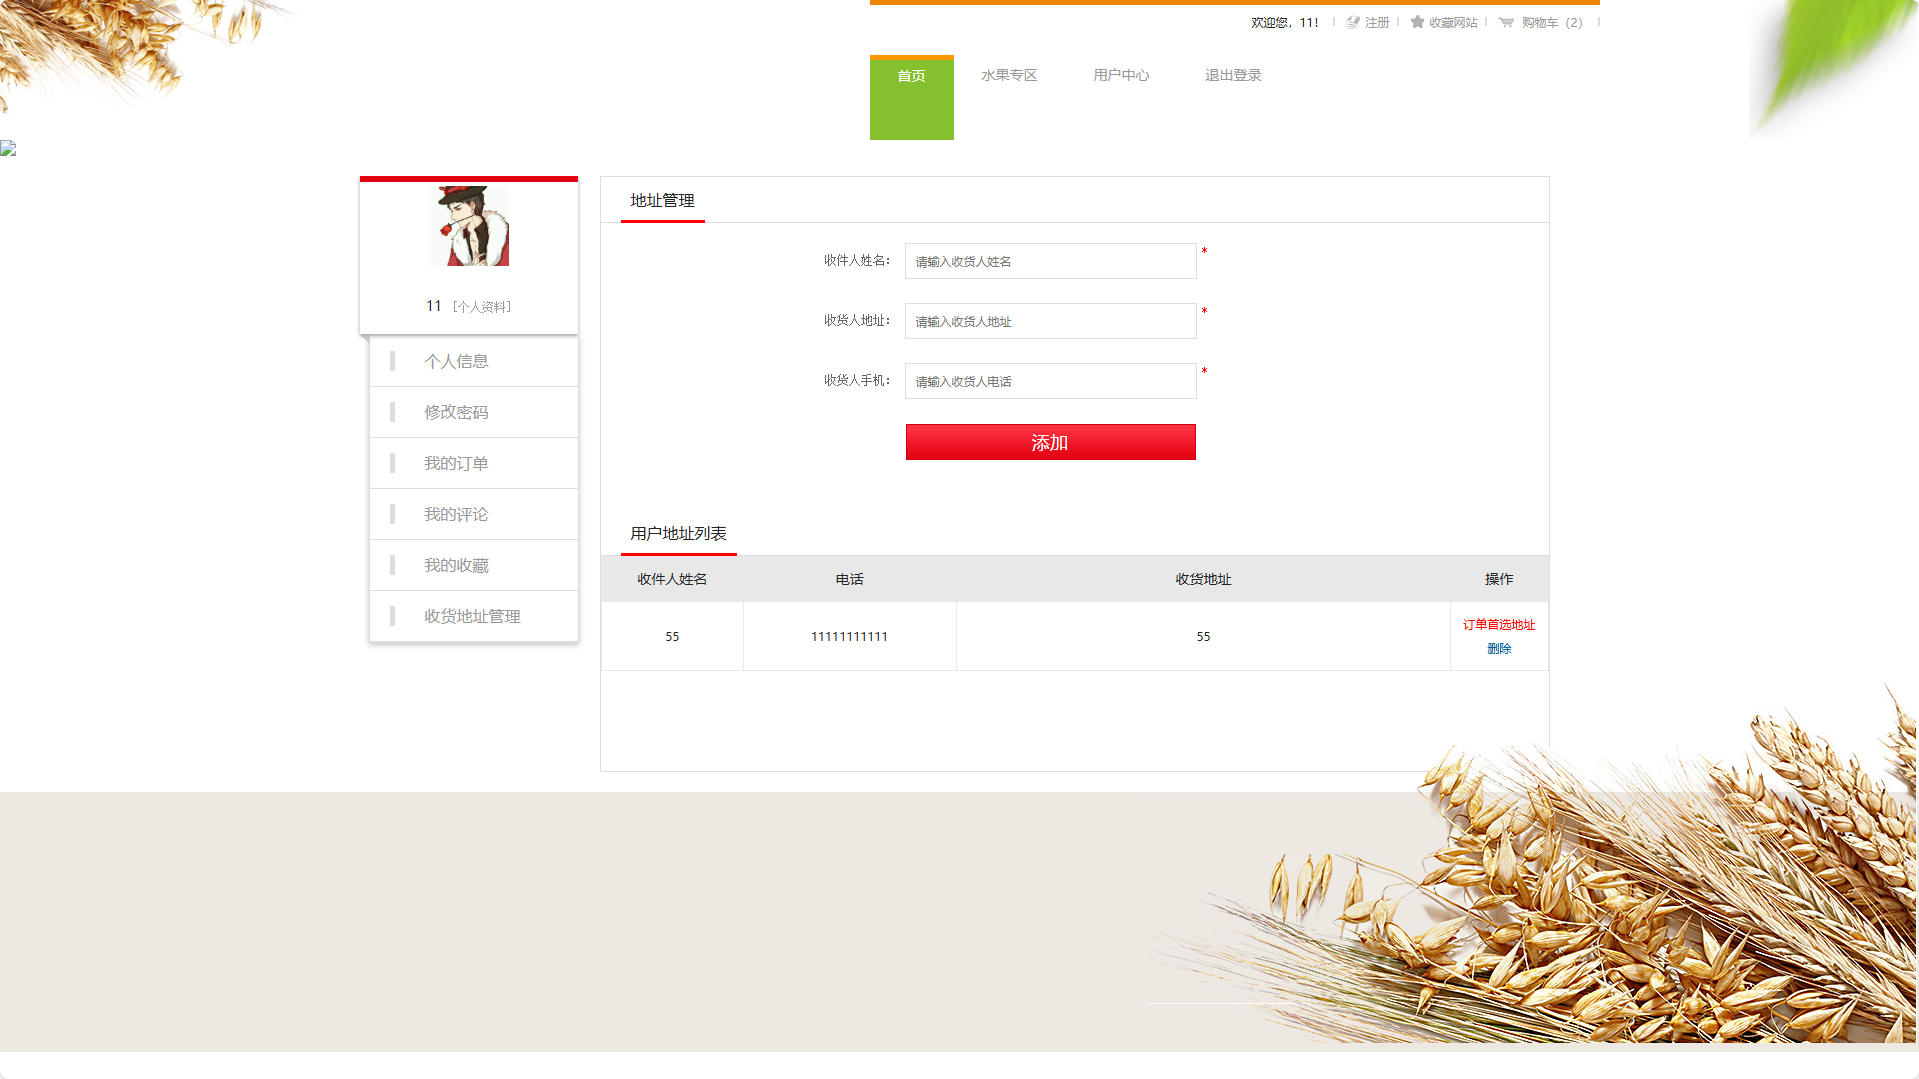 欢迎您，11！ 注册 收藏网站 购物车（2）
首页 水果专区 用户中心 退出登录
地址管理
收件人姓名： 请输入收货人姓名 *
收货人地址： 请输入收货人地址 *
收货人手机： 请输入收货人电话 *
添加
11 [个人资料]
个人信息
修改密码
我的订单
我的评论
我的收藏
收货地址管理
用户地址列表
收件人姓名 电话 收货地址 操作
55 11111111111 55 订单首选地址
删除